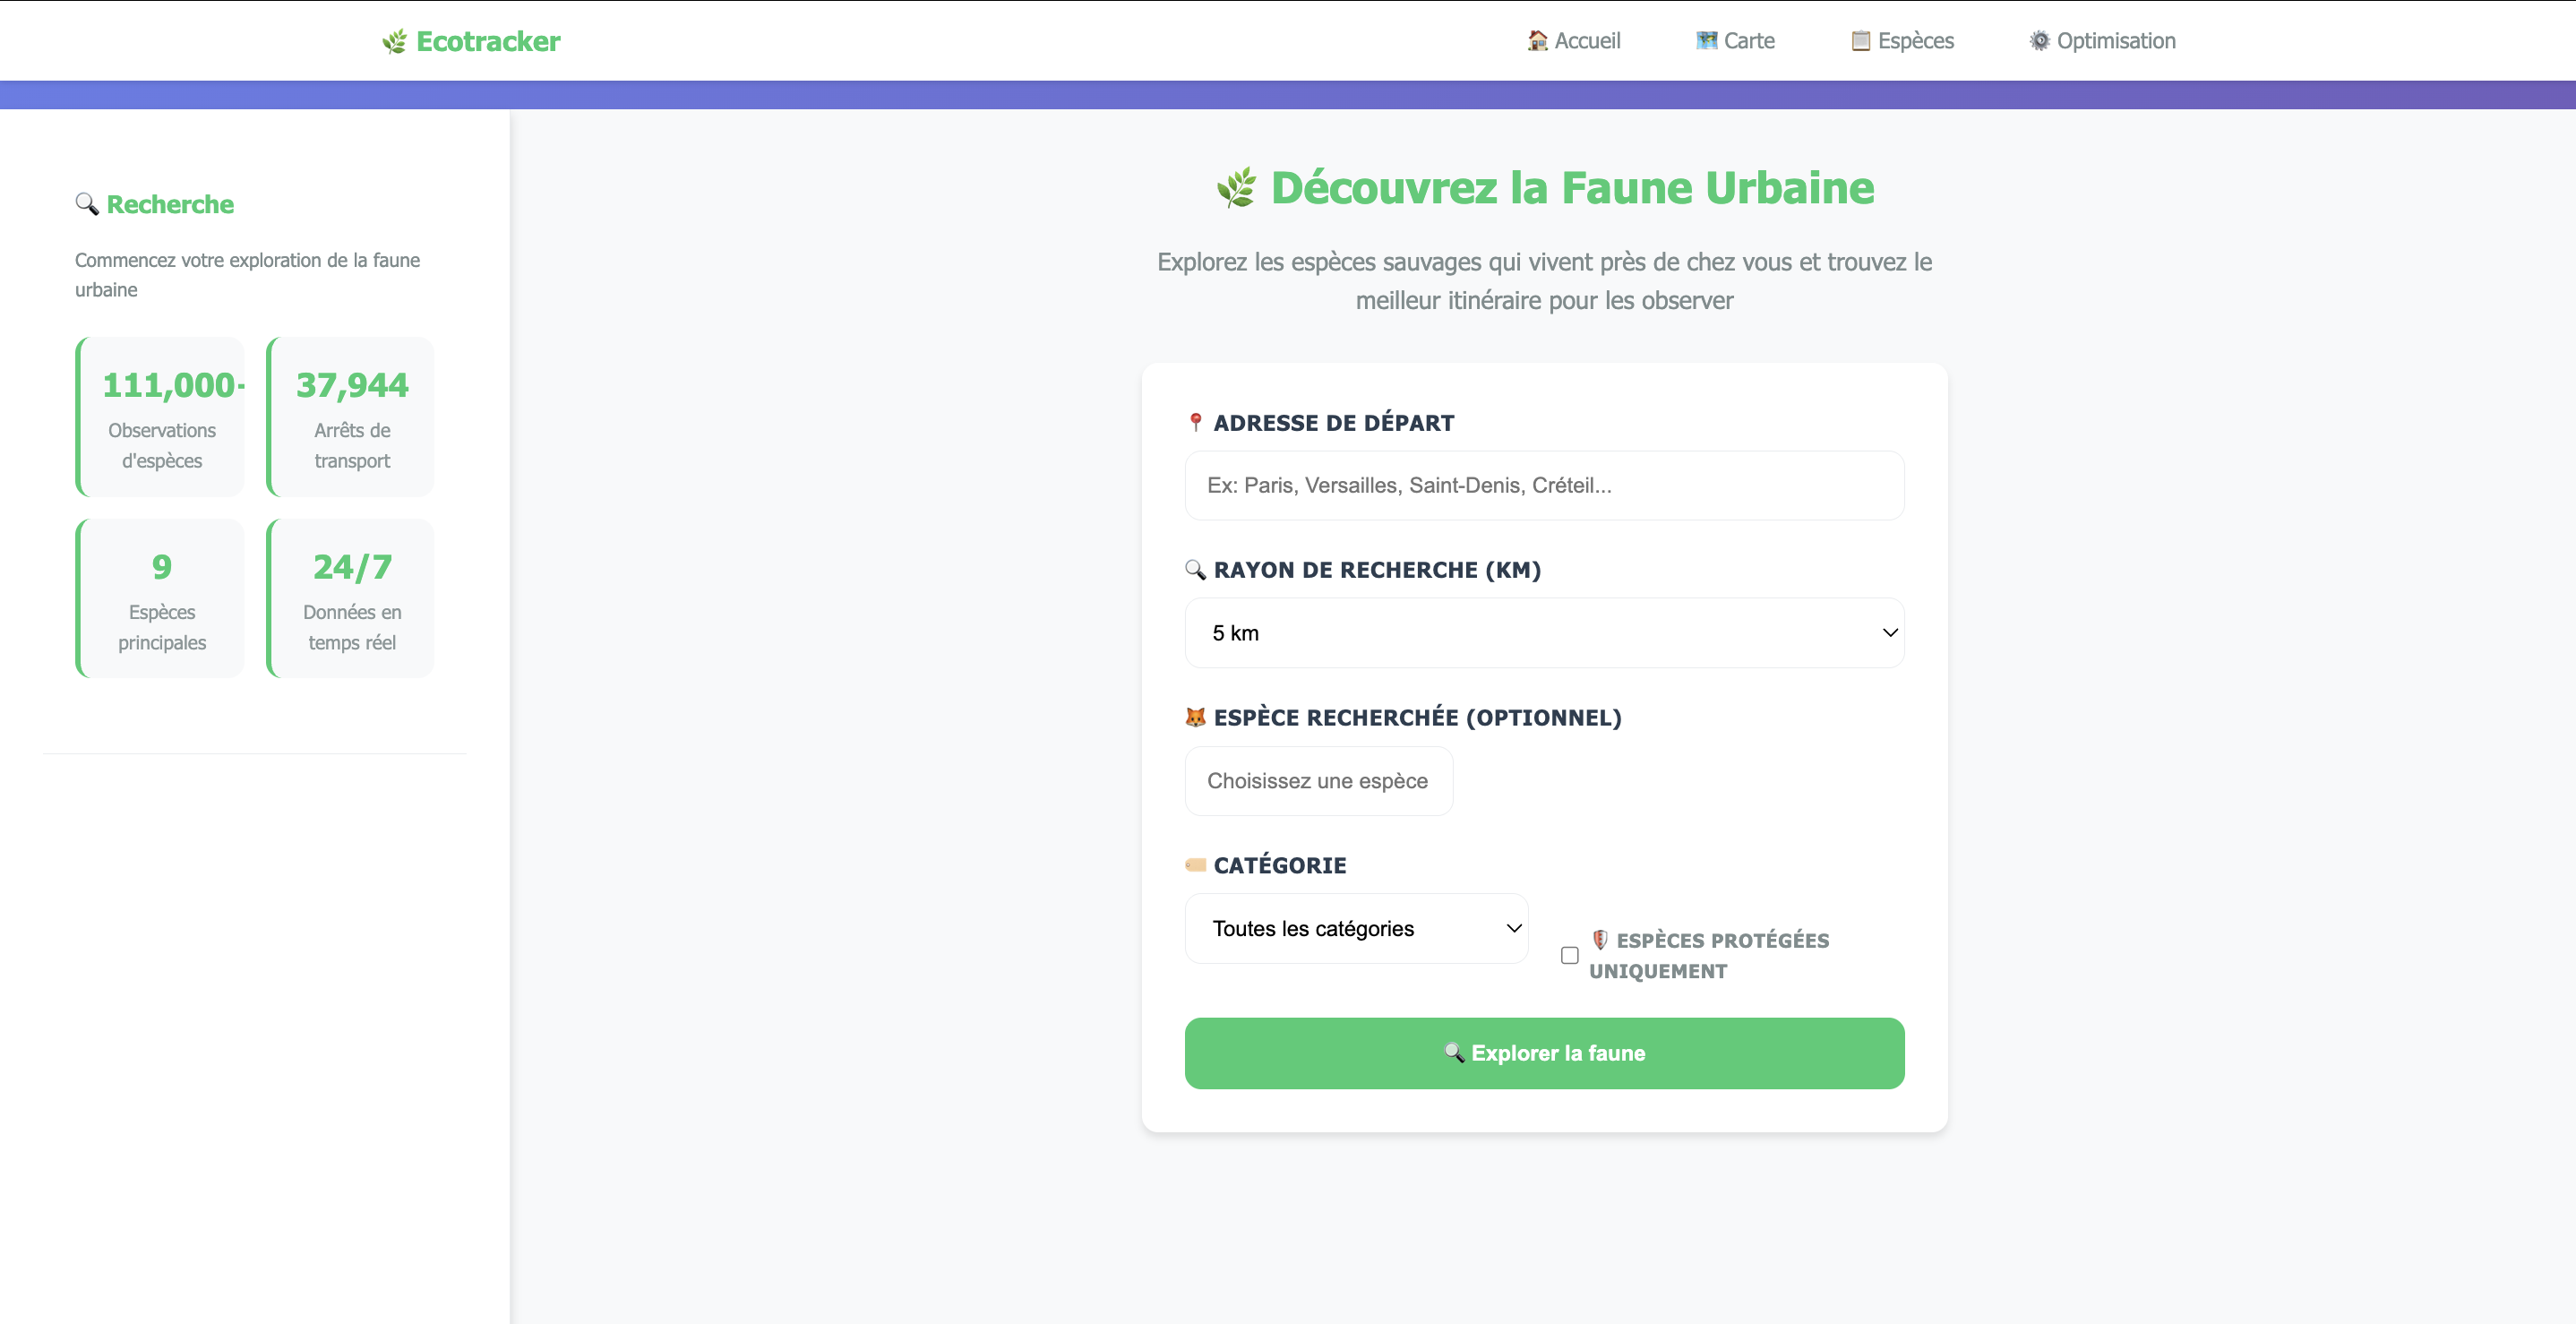 Ecotracker
Accueil
Carte
Espèces
Optimisation
Recherche
Commencez votre exploration de la faune
urbaine
111,000-
Observations
d'espèces
37,944
Arrêts de
transport
9
Espèces
principales
24/7
Données en
temps réel
Découvrez la Faune Urbaine
Explorez les espèces sauvages qui vivent près de chez vous et trouvez le
meilleur itinéraire pour les observer
ADRESSE DE DÉPART
Ex: Paris, Versailles, Saint-Denis, Créteil...
RAYON DE RECHERCHE (KM)
5 km
ESPÈCE RECHERCHÉE (OPTIONNEL)
Choisissez une espèce
CATÉGORIE
Toutes les catégories
ESPÈCES PROTÉGÉES
UNIQUEMENT
Explorer la faune